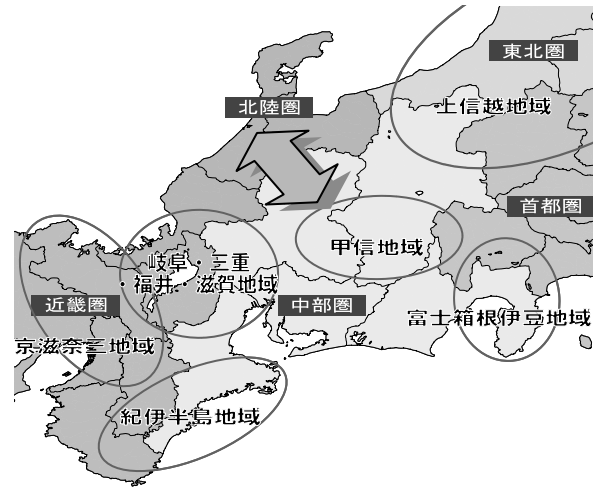 東北圏
北陸圏
上信越地域
首都圏
甲信地域
岐阜・三重
・福井・滋賀地域
近畿圏
中部圏
富士箱根伊豆地域
京滋奈三地域
紀伊半島地域